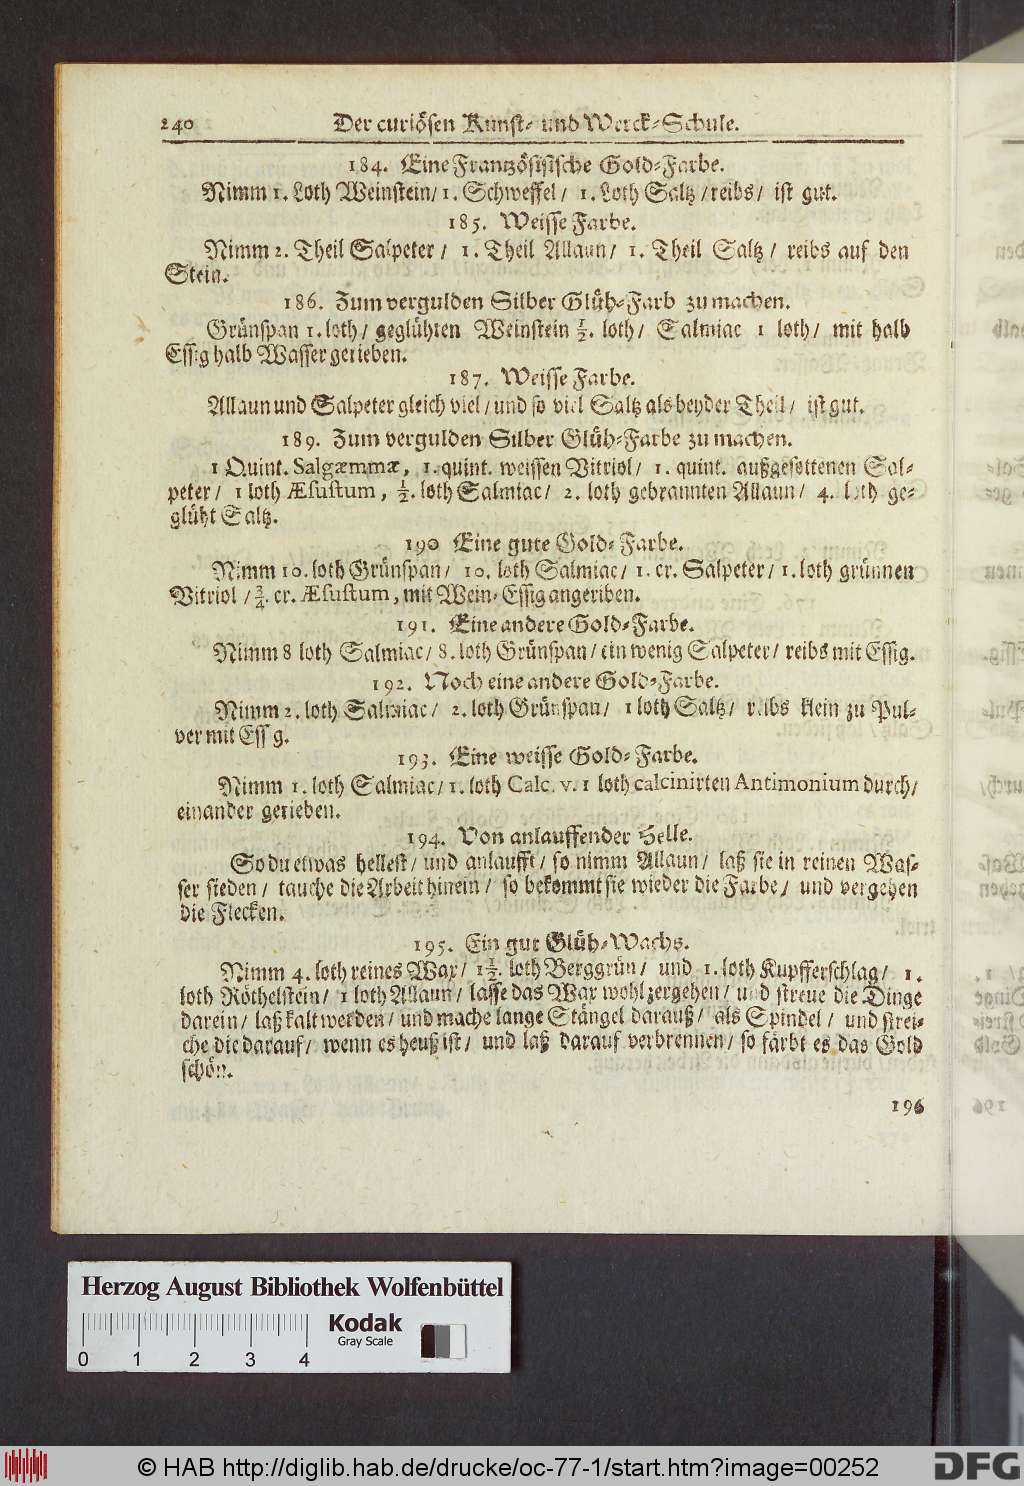 240 Der curiösen Kunst- und Werck-Schule.
184. Eine Frantzösisische Gold-Farbe.
Nimm 1. Loth Weinstein/ 1. Schweffel/ 1. Loth Saltz/ reibs/ ist gut.
185. Weisse Farbe.
Nimm 2. Theil Salpeter/ 1. Theil Allaun/ 1. Theil Saltz/ reibs auf den
Stein.
186. Zum vergulden Silber Glüh-Farb zu machen.
Grünspan 1. loth/ geglühten Weinstein ½. loth/ Salmiac 1 loth/ mit halb
Essig halb Wasser gerieben.
187. Weisse Farbe.
Allaun und Salpeter gleich viel/ und so viel Saltz als beyder Theil/ ist gut.
189. Zum vergulden Silber Glüh-Farbe zu machen.
1 Quint. Salgæmmæ, 1. quint. weissen Vitriol/ 1. quint. außgesottenen Sal-
peter/ 1 loth Æsustum, ½. loth Salmiac/ 2. loth gebrannten Allaun/ 4. loth ge-
glüht Saltz.
190 Eine gute Gold-Farbe.
Nimm 10. loth Grünspan/ 10. loth Salmiac/ 1. cr. Salpeter/ 1. loth grünnen
Vitriol/ ¾. cr. Æsustum, mit Wein-Essig angeriben.
191. Eine andere Gold-Farbe.
Nimm 8 loth Salmiac/ 8. loth Grünspan/ ein wenig Salpeter/ reibs mit Essig.
192. Noch eine andere Gold-Farbe.
Nimm 2. loth Salmiac/ 2. loth Grünspan/ 1 loth Saltz/ reibs klein zu Pul-
ver mit Essig.
193. Eine weisse Gold-Farbe.
Nimm 1. loth Salmiac/ 1. loth Calc. v. 1 loth calcinirten Antimonium durch/
einander gerieben.
194. Von anlauffender Helle.
So du etwas hellest/ und anlaufft/ so nimm Allaun/ laß sie in reinen Was-
ser sieden/ tauche die Arbeit hinein/ so bekommt sie wieder die Farbe/ und vergehen
die Flecken.
195. Ein gut Glüh-Wachs.
Nimm 4. loth reines Wax/ 1½. loth Berggrün/ und 1. loth Kupfferschlag/ 1.
loth Röthelstein/ 1 loth Allaun/ lasse das Wax wohl zergehen/ und streue die Dinge
darein/ laß kalt werden/ und mache lange Stängel darauß/ als Spindel/ und strei-
che die darauf/ wenn es heuß ist/ und laß darauf verbrennen/ so färbt es das Gold
schön.
196
Herzog August Bibliothek Wolfenbüttel
Kodak
Gray Scale
0 1 2 3 4
© HAB http://diglib.hab.de/drucke/oc-77-1/start.htm?image=00252
DFG